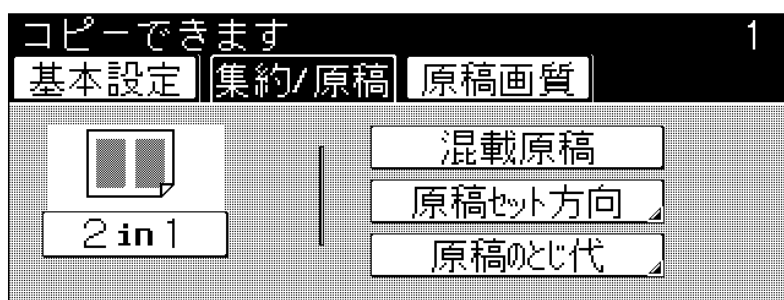 コピーできます 1
基本設定 集約/原稿 原稿画質
混載原稿
原稿セット方向
2 in 1
原稿のとじ代